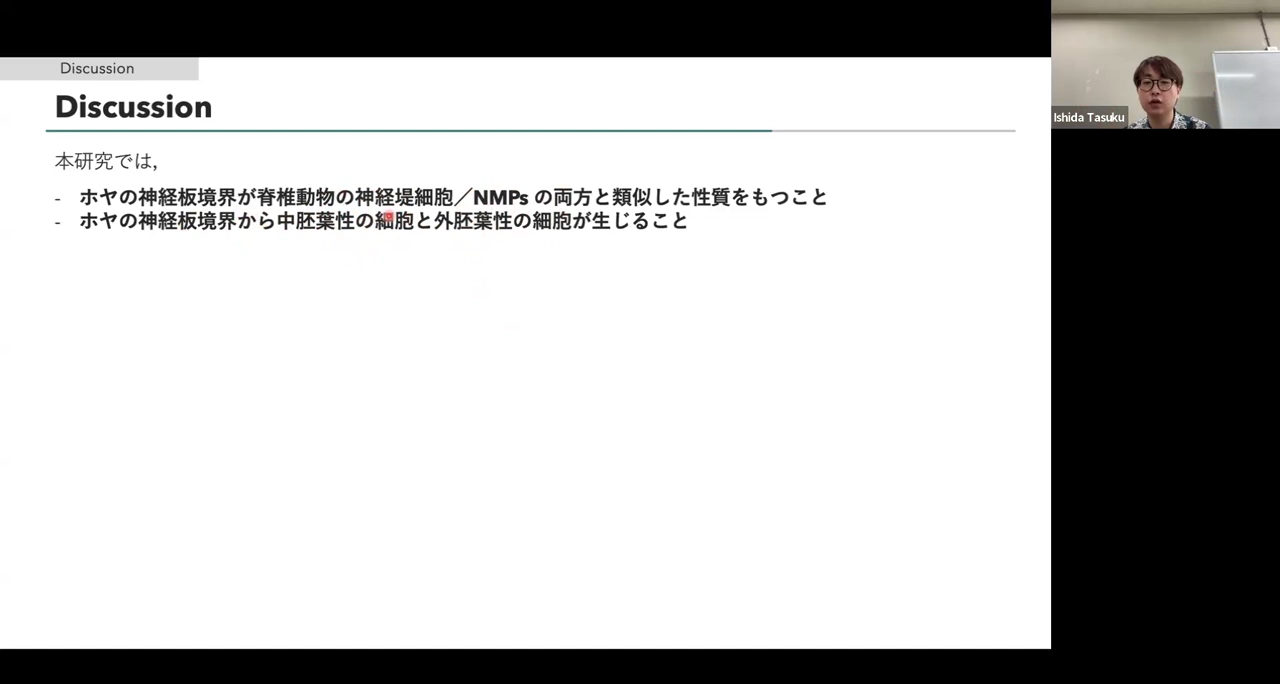 Discussion
Discussion
本研究では,
- ホヤの神経板境界が脊椎動物の神経堤細胞／NMPs の両方と類似した性質をもつこと
- ホヤの神経板境界から中胚葉性の細胞と外胚葉性の細胞が生じること
Ishida Tasuku